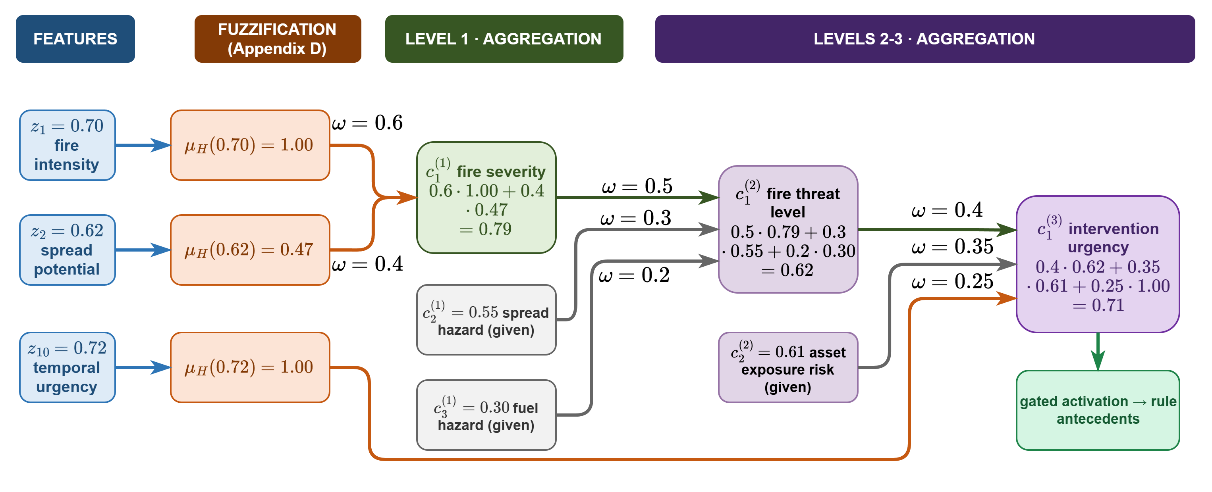 FEATURES
FUZZIFICATION
(Appendix D)
LEVEL 1 · AGGREGATION
LEVELS 2-3 · AGGREGATION
z₁ = 0.70
fire
intensity
μ_H(0.70) = 1.00
ω = 0.6
z₂ = 0.62
spread
potential
μ_H(0.62) = 0.47
ω = 0.4
z₁₀ = 0.72
temporal
urgency
μ_H(0.72) = 1.00
c₁⁽¹⁾ fire severity
0.6 · 1.00 + 0.4
· 0.47
= 0.79
c₂⁽¹⁾ = 0.55 spread
hazard (given)
c₃⁽¹⁾ = 0.30 fuel
hazard (given)
ω = 0.5
ω = 0.3
ω = 0.2
c₁⁽²⁾ fire threat
level
0.5 · 0.79 + 0.3
· 0.55 + 0.2 · 0.30
= 0.62
c₂⁽²⁾ = 0.61 asset
exposure risk
(given)
ω = 0.4
ω = 0.35
ω = 0.25
c₁⁽³⁾ intervention
urgency
0.4 · 0.62 + 0.35
· 0.61 + 0.25 · 1.00
= 0.71
gated activation → rule
antecedents